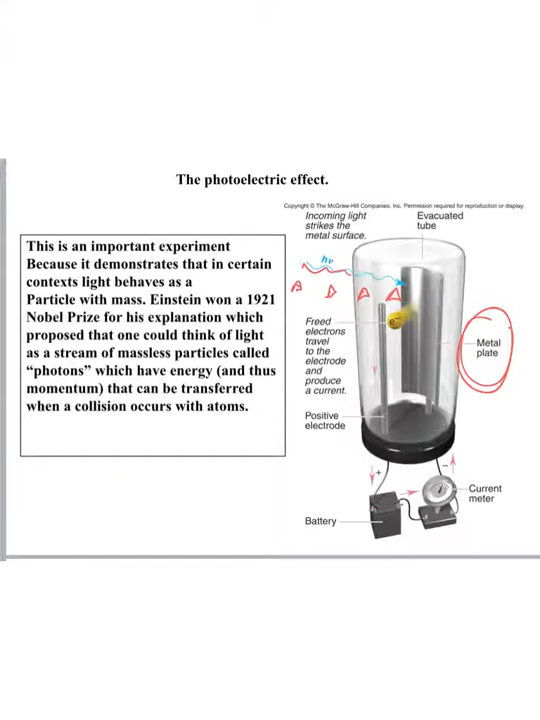 The photoelectric effect.
Copyright © The McGraw-Hill Companies, Inc. Permission required for reproduction or display.
Incoming light
strikes the
metal surface.
Evacuated
tube
This is an important experiment
Because it demonstrates that in certain
contexts light behaves as a
Particle with mass. Einstein won a 1921
Nobel Prize for his explanation which
proposed that one could think of light
as a stream of massless particles called
“photons” which have energy (and thus
momentum) that can be transferred
when a collision occurs with atoms.
hν
Freed
electrons
travel
to the
electrode
and
produce
a current.
e−
Metal
plate
Positive
electrode
+
−
Current
meter
Battery